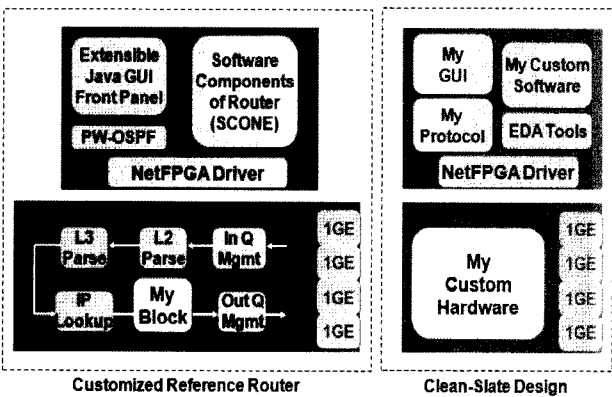 Extensible
Java GUI
Front Panel
Software
Components
of Router
(SCONE)
PW-OSPF
NetFPGA Driver
L3
Parse
L2
Parse
In Q
Mgmt
IP
Lookup
My
Block
Out Q
Mgmt
1GE
1GE
1GE
1GE
Customized Reference Router
My
GUI
My Custom
Software
My
Protocol
EDA Tools
NetFPGA Driver
My
Custom
Hardware
1GE
1GE
1GE
1GE
Clean-Slate Design